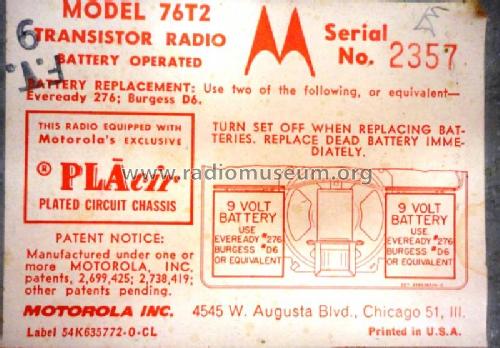 MODEL 76T2
TRANSISTOR RADIO
BATTERY OPERATED
Serial
No. 2357
F.T. 9
BATTERY REPLACEMENT: Use two of the following, or equivalent—
Eveready 276; Burgess D6.
THIS RADIO EQUIPPED WITH
Motorola's EXCLUSIVE
® PLĀcir
PLATED CIRCUIT CHASSIS
TURN SET OFF WHEN REPLACING BAT-
TERIES. REPLACE DEAD BATTERY IMME-
DIATELY.
© www.radiomuseum.org
9 VOLT
BATTERY
USE
EVEREADY #276
BURGESS #D6
OR EQUIVALENT
9 VOLT
BATTERY
USE
EVEREADY #276
BURGESS #D6
OR EQUIVALENT
PATENT NOTICE:
Manufactured under one or
more MOTOROLA, INC.
patents, 2,699,425; 2,738,419;
other patents pending.
MOTOROLA INC. 4545 W. Augusta Blvd., Chicago 51, Ill.
Label 54K635772-0-CL Printed in U.S.A.